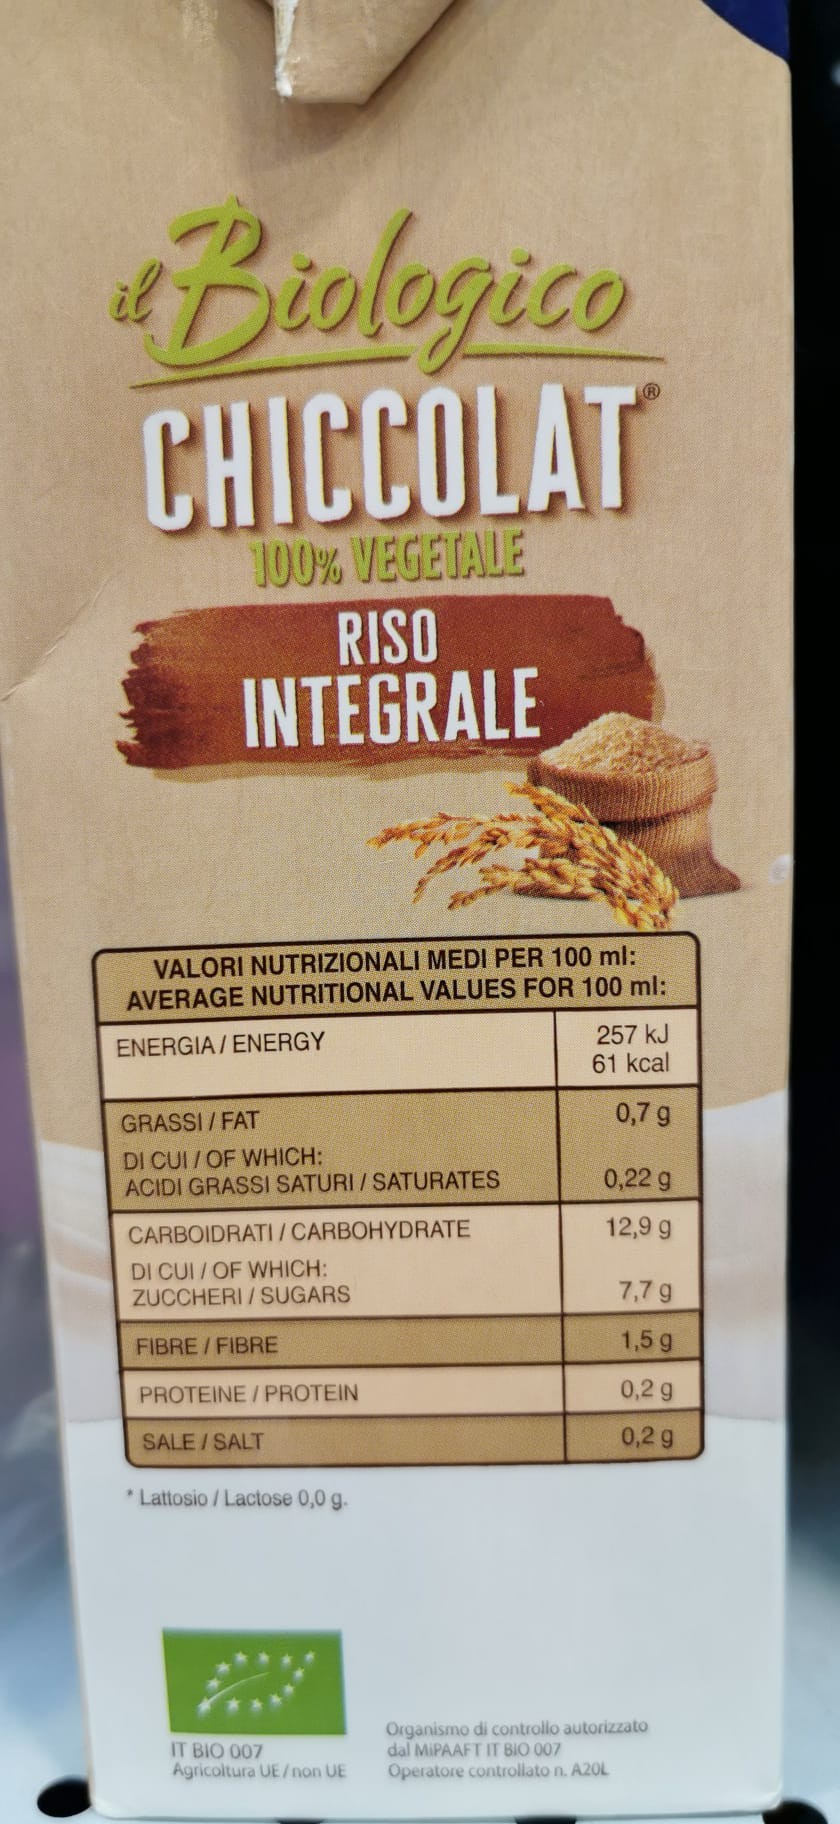 il Biologico
CHICCOLAT®
100% VEGETALE
RISO
INTEGRALE
VALORI NUTRIZIONALI MEDI PER 100 ml:
AVERAGE NUTRITIONAL VALUES FOR 100 ml:
ENERGIA / ENERGY 257 kJ
61 kcal
GRASSI / FAT 0,7 g
DI CUI / OF WHICH:
ACIDI GRASSI SATURI / SATURATES 0,22 g
CARBOIDRATI / CARBOHYDRATE 12,9 g
DI CUI / OF WHICH:
ZUCCHERI / SUGARS 7,7 g
FIBRE / FIBRE 1,5 g
PROTEINE / PROTEIN 0,2 g
SALE / SALT 0,2 g
* Lattosio / Lactose 0,0 g.
IT BIO 007
Agricoltura UE / non UE
Organismo di controllo autorizzato
dal MiPAAFT IT BIO 007
Operatore controllato n. A20L